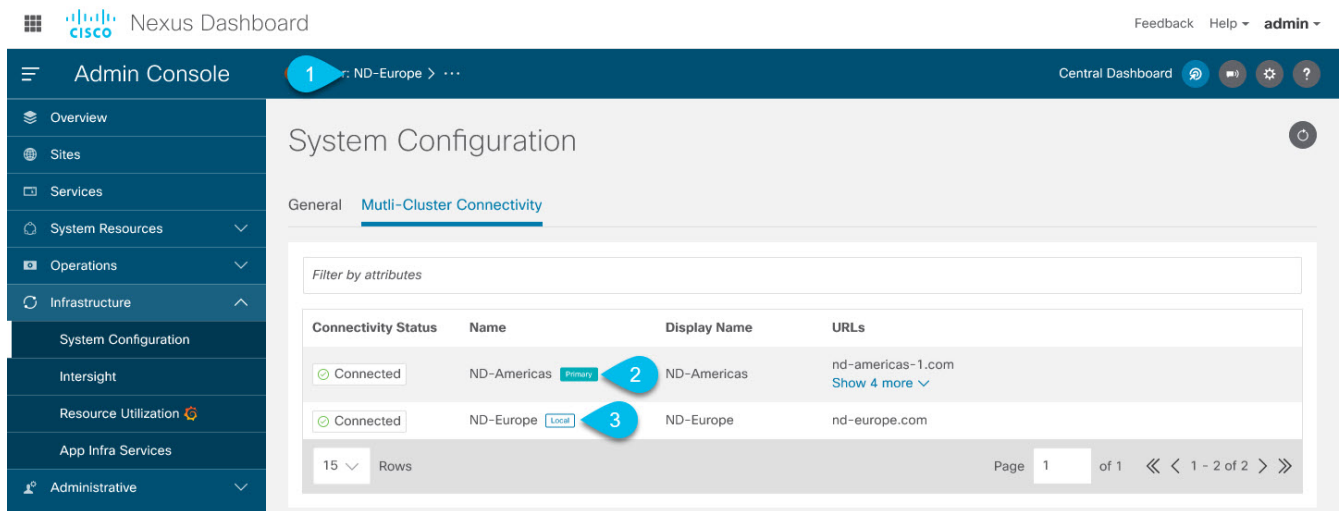 CISCO Nexus Dashboard Feedback Help admin
Admin Console 1 r: ND-Europe > ··· Central Dashboard ?
Overview
Sites
Services
System Resources
Operations
Infrastructure
System Configuration
Intersight
Resource Utilization
App Infra Services
Administrative
System Configuration
General Mutli-Cluster Connectivity
Filter by attributes
Connectivity Status Name Display Name URLs
Connected ND-Americas Primary 2 ND-Americas nd-americas-1.com
Show 4 more
Connected ND-Europe Local 3 ND-Europe nd-europe.com
15 Rows Page 1 of 1 1 - 2 of 2